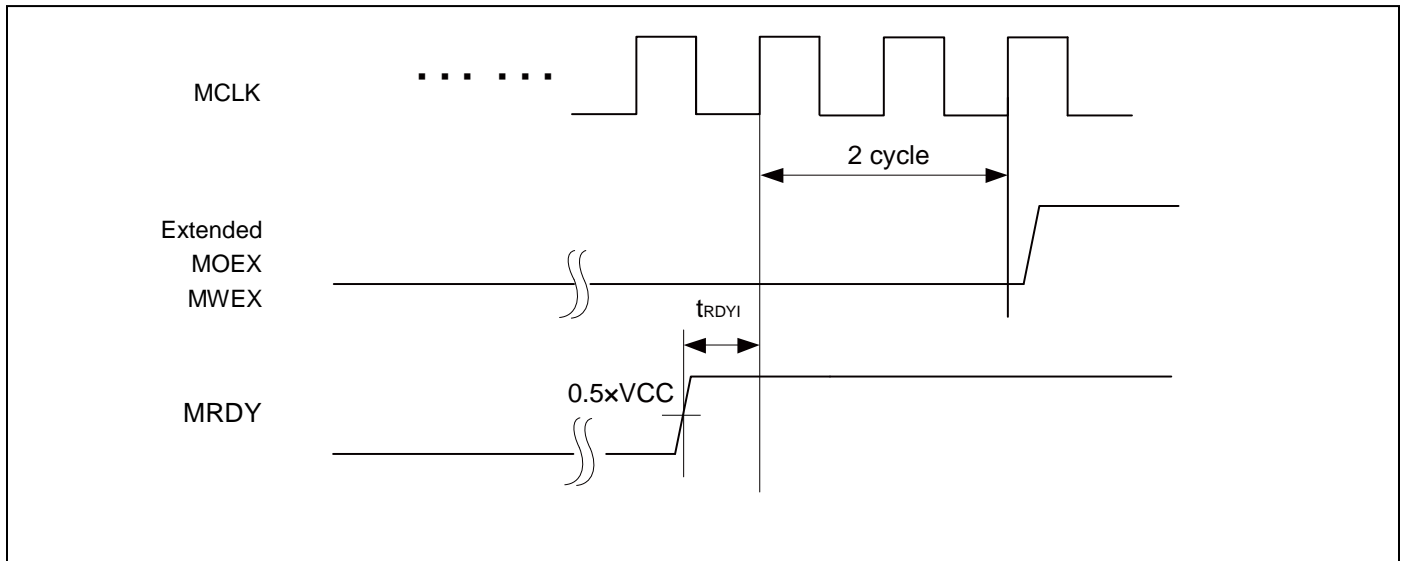 MCLK
2 cycle
Extended
MOEX
MWEX
tRDYI
0.5×VCC
MRDY